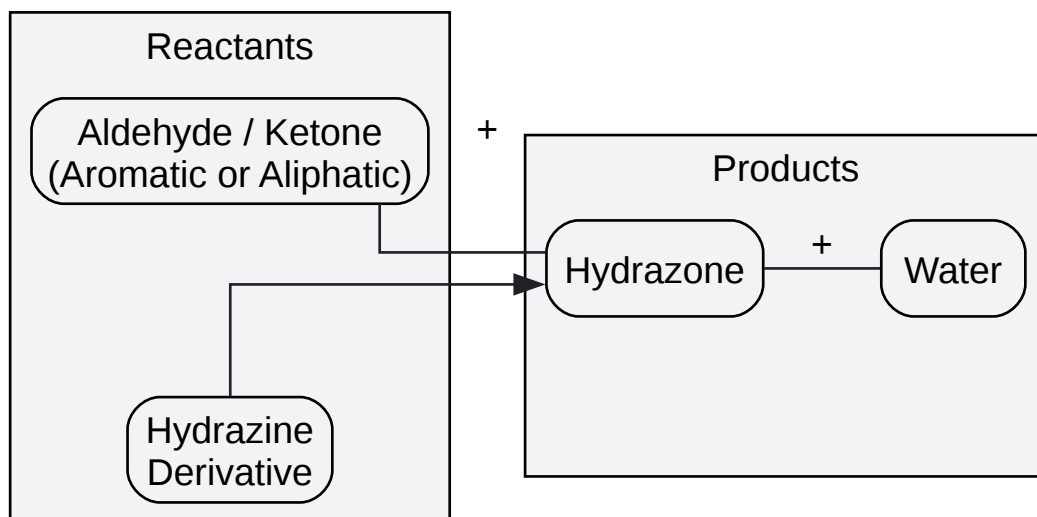 Reactants
Aldehyde / Ketone
(Aromatic or Aliphatic)
+
Products
Hydrazone
+
Water
Hydrazine
Derivative